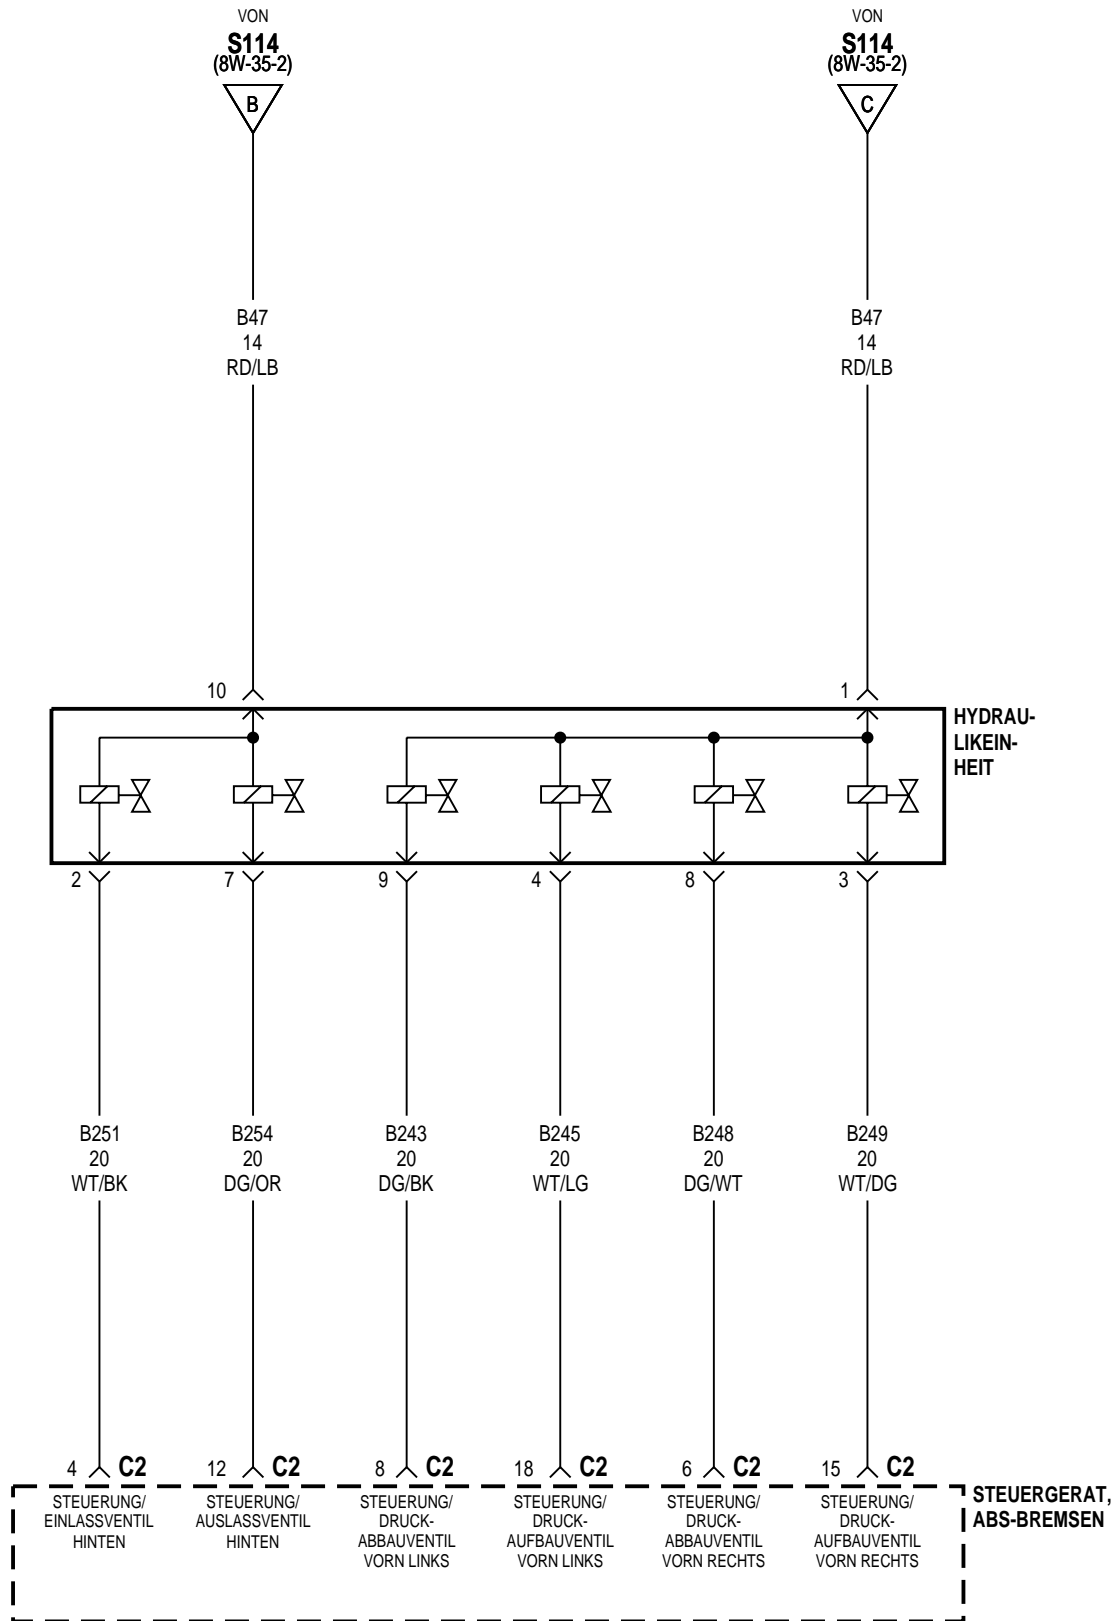 VON
S114
(8W-35-2)
B
VON
S114
(8W-35-2)
C
B47
14
RD/LB
B47
14
RD/LB
10
1
HYDRAU-
LIKEIN-
HEIT
2
7
9
4
8
3
B251
20
WT/BK
B254
20
DG/OR
B243
20
DG/BK
B245
20
WT/LG
B248
20
DG/WT
B249
20
WT/DG
4 C2
12 C2
8 C2
18 C2
6 C2
15 C2
STEUERUNG/
EINLASSVENTIL
HINTEN
STEUERUNG/
AUSLASSVENTIL
HINTEN
STEUERUNG/
DRUCK-
ABBAUVENTIL
VORN LINKS
STEUERUNG/
DRUCK-
AUFBAUVENTIL
VORN LINKS
STEUERUNG/
DRUCK-
ABBAUVENTIL
VORN RECHTS
STEUERUNG/
DRUCK-
AUFBAUVENTIL
VORN RECHTS
STEUERGERAT,
ABS-BREMSEN